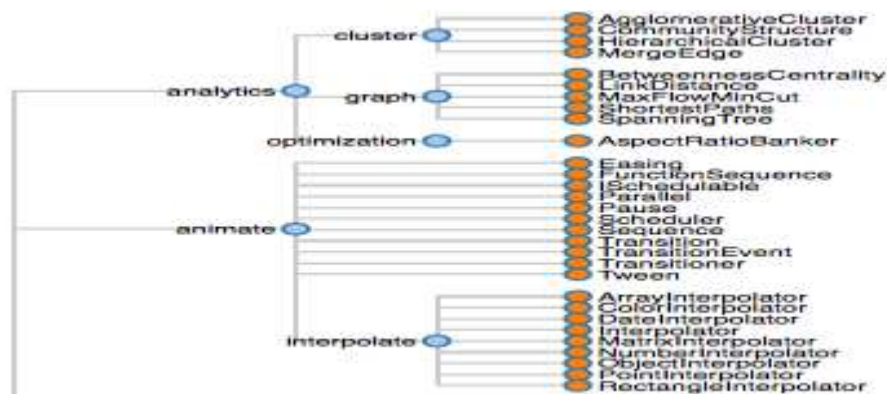 AgglomerativeCluster
cluster
CommunityStructure
HierarchicalCluster
MergeEdge
BetweennessCentrality
analytics
LinkDistance
graph
MaxFlowMinCut
ShortestPaths
SpanningTree
optimization
AspectRatioBanker
Easing
FunctionSequence
ISchedulable
Parallel
Pause
Scheduler
animate
Sequence
Transition
TransitionEvent
Transitioner
Tween
ArrayInterpolator
ColorInterpolator
DateInterpolator
Interpolator
interpolate
MatrixInterpolator
NumberInterpolator
ObjectInterpolator
PointInterpolator
RectangleInterpolator